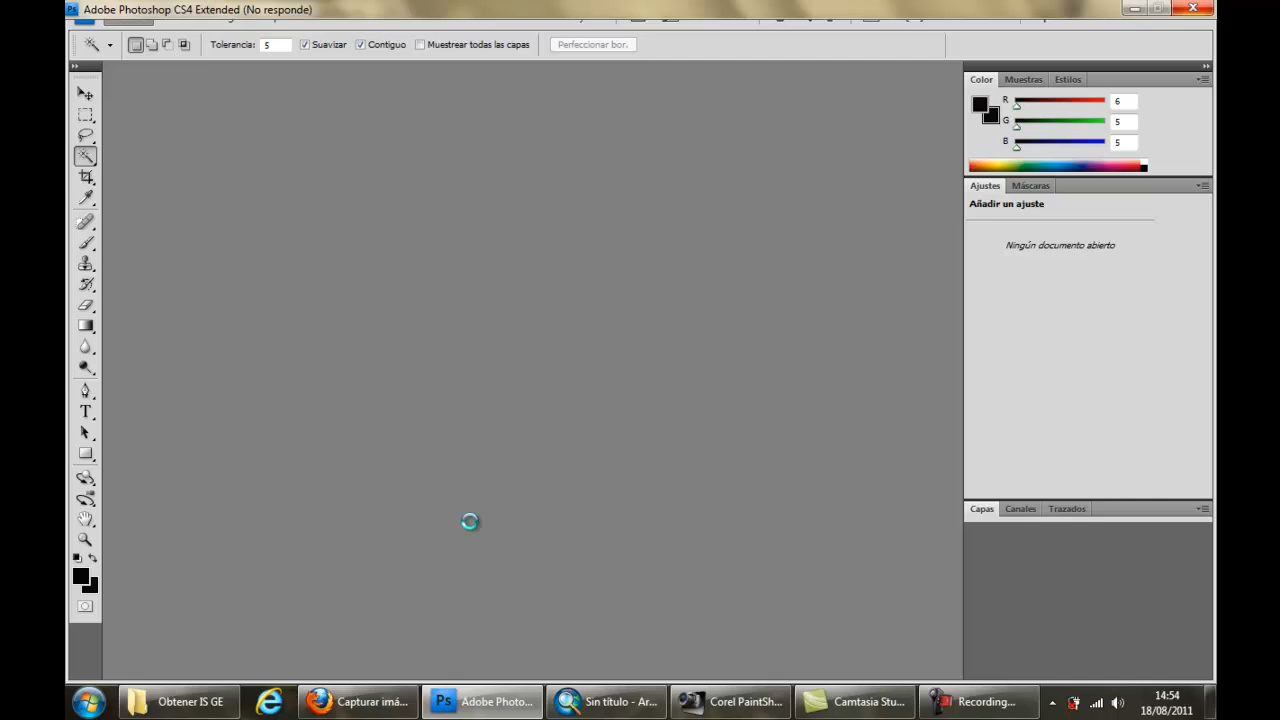 Adobe Photoshop CS4 Extended (No responde)
Tolerancia: 5 Suavizar Contiguo Muestrear todas las capas Perfeccionar bor.
Color Muestras Estilos
R 6
G 5
B 5
Ajustes Máscaras
Añadir un ajuste
Ningún documento abierto
Capas Canales Trazados
Obtener IS GE Capturar imá... Adobe Photo... Sin título - Ar... Corel PaintSh... Camtasia Stu... Recording... 14:54
18/08/2011